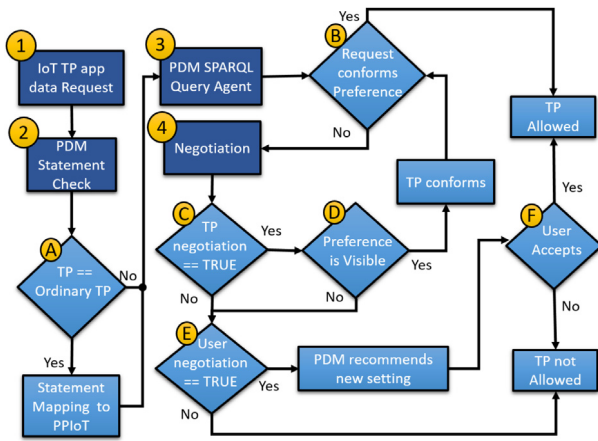 1
IoT TP app
data Request
2
PDM
Statement
Check
A
TP ==
Ordinary TP
No
Yes
Statement
Mapping to
PPIoT
3
PDM SPARQL
Query Agent
B
Request
conforms
Preference
Yes
No
4
Negotiation
C
TP
negotiation
== TRUE
Yes
No
D
Preference
is Visible
Yes
No
TP conforms
E
User
negotiation
== TRUE
Yes
No
PDM recommends
new setting
F
User
Accepts
Yes
No
TP
Allowed
TP not
Allowed